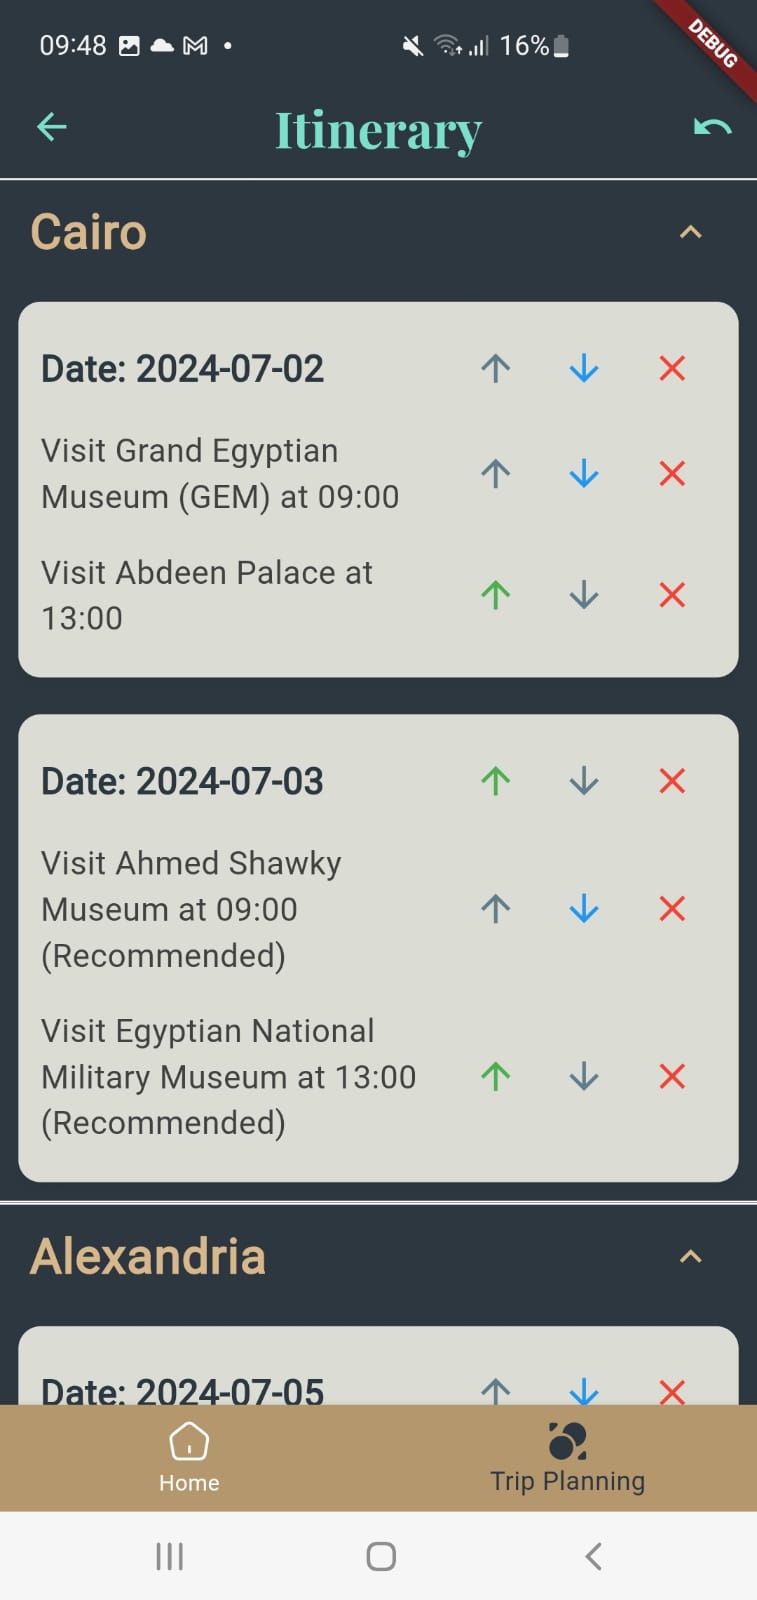 09:48
16%
DEBUG
Itinerary
Cairo
Date: 2024-07-02
Visit Grand Egyptian
Museum (GEM) at 09:00
Visit Abdeen Palace at
13:00
Date: 2024-07-03
Visit Ahmed Shawky
Museum at 09:00
(Recommended)
Visit Egyptian National
Military Museum at 13:00
(Recommended)
Alexandria
Date: 2024-07-05
Home
Trip Planning